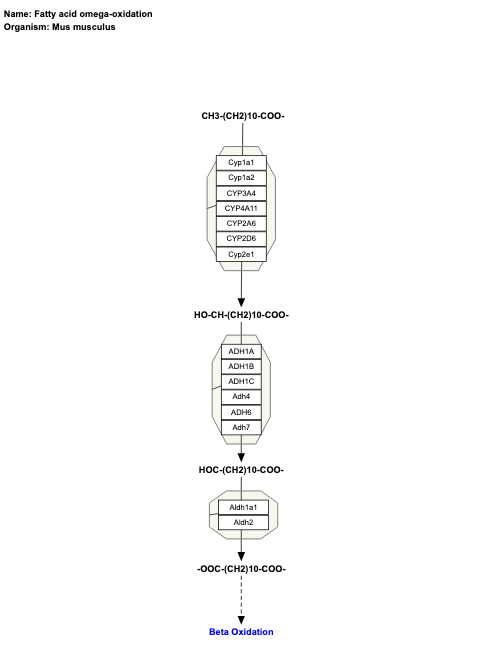 Name: Fatty acid omega-oxidation
Organism: Mus musculus
CH3-(CH2)10-COO-
Cyp1a1
Cyp1a2
CYP3A4
CYP4A11
CYP2A6
CYP2D6
Cyp2e1
HO-CH-(CH2)10-COO-
ADH1A
ADH1B
ADH1C
Adh4
ADH6
Adh7
HOC-(CH2)10-COO-
Aldh1a1
Aldh2
-OOC-(CH2)10-COO-
Beta Oxidation